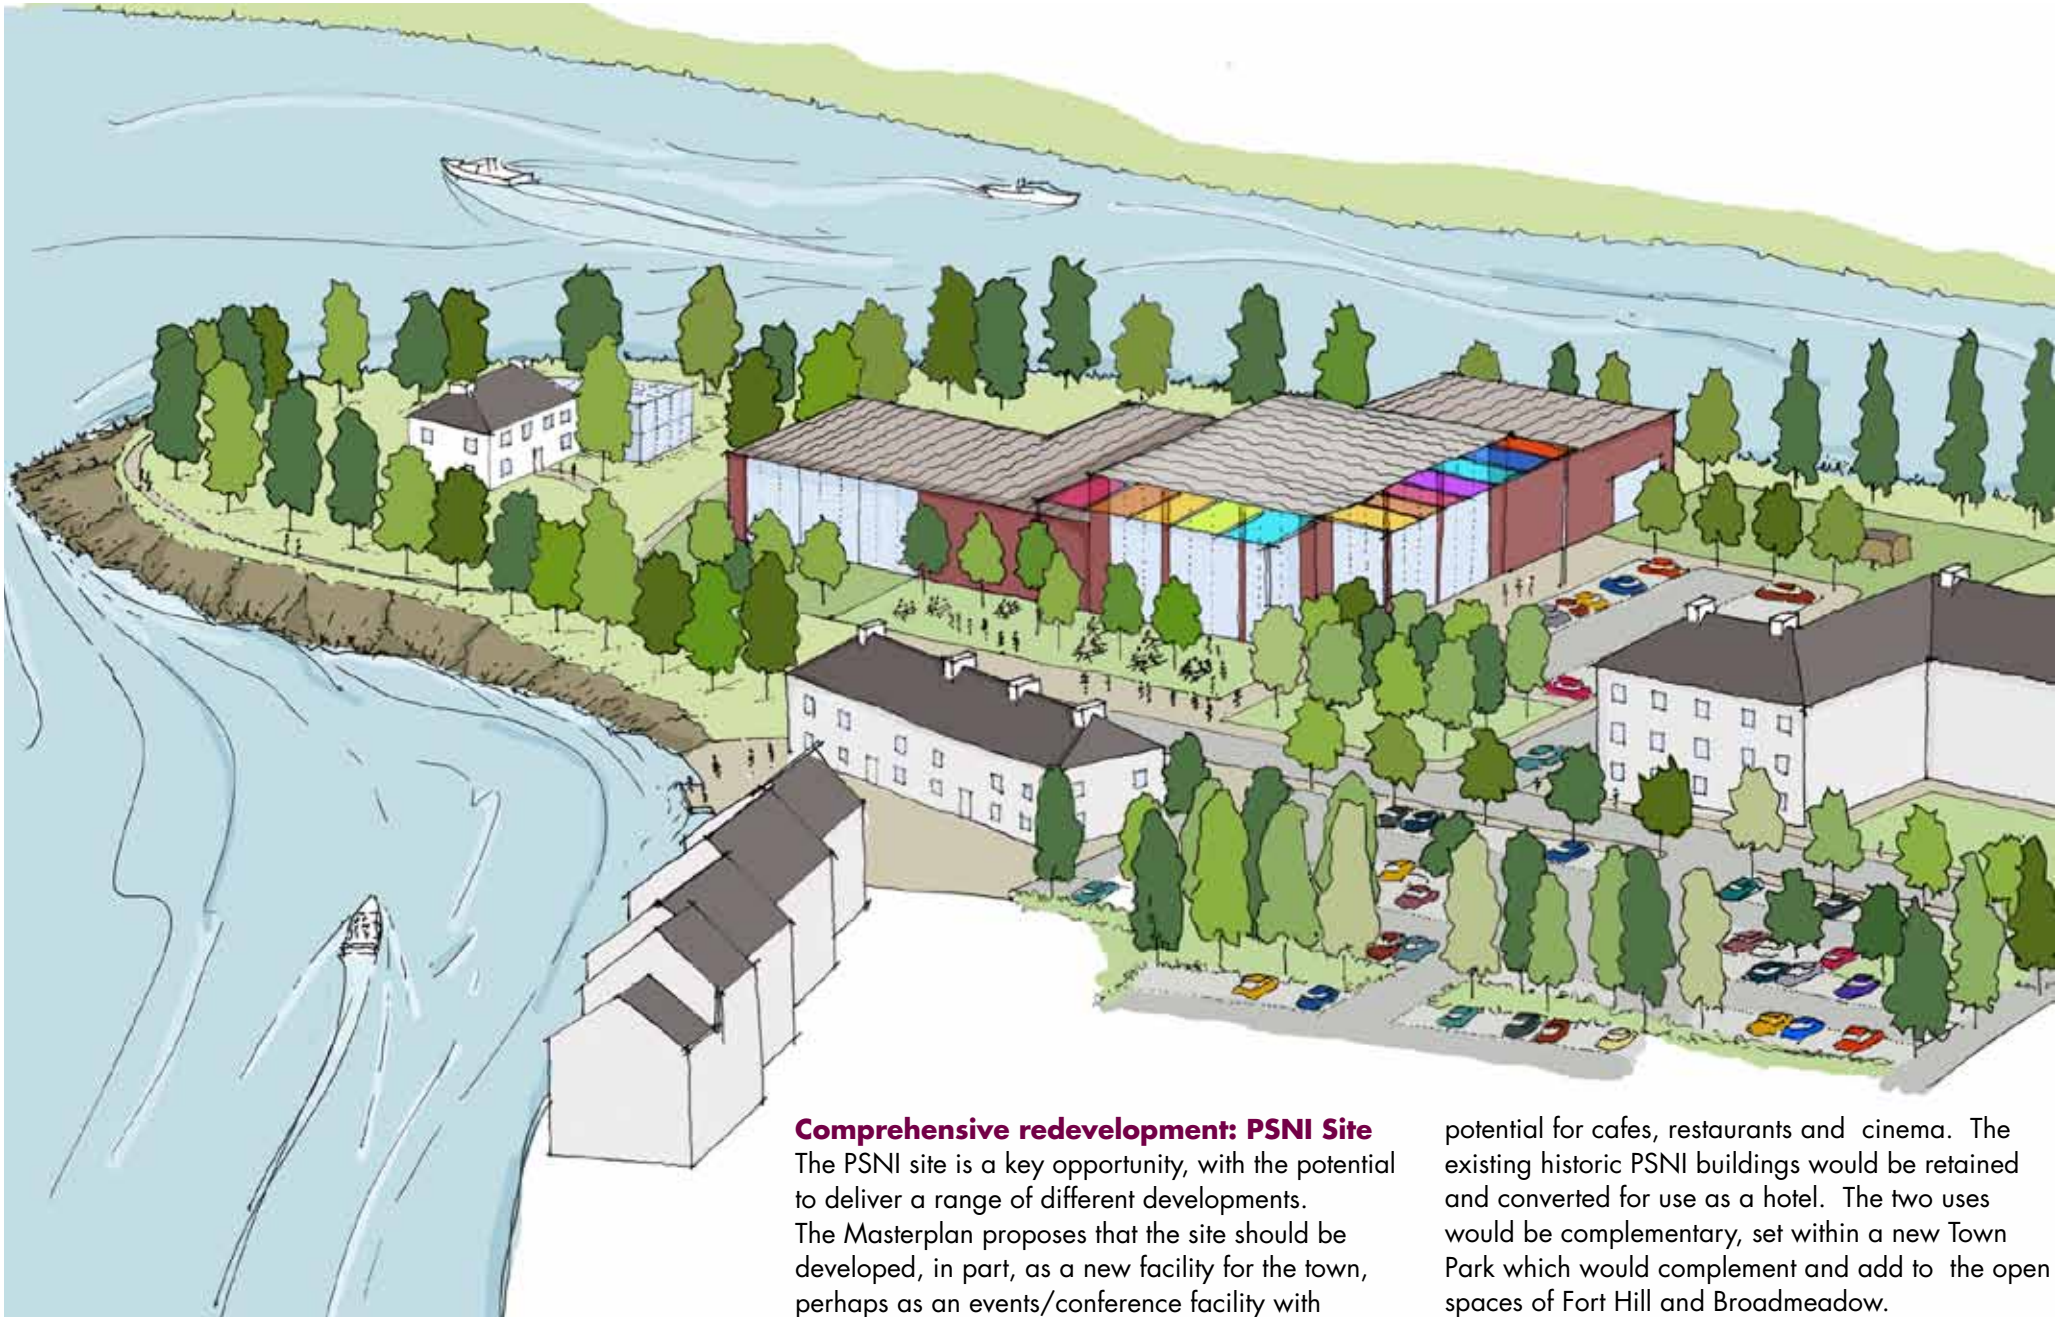 Comprehensive redevelopment: PSNI Site
The PSNI site is a key opportunity, with the potential
to deliver a range of different developments.
The Masterplan proposes that the site should be
developed, in part, as a new facility for the town,
perhaps as an events/conference facility with
potential for cafes, restaurants and cinema. The
existing historic PSNI buildings would be retained
and converted for use as a hotel. The two uses
would be complementary, set within a new Town
Park which would complement and add to the open
spaces of Fort Hill and Broadmeadow.